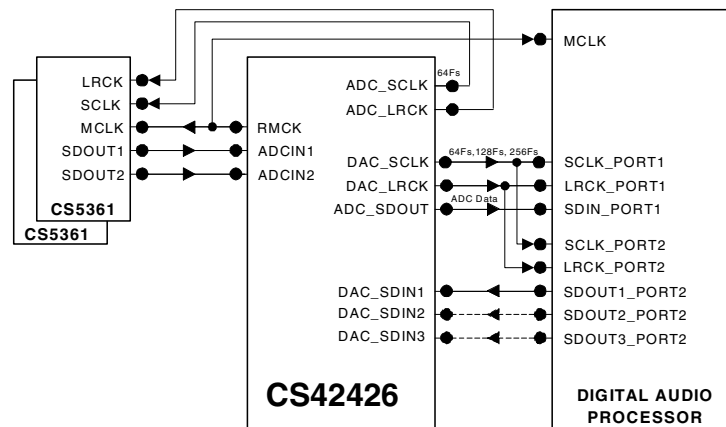 LRCK
SCLK
MCLK
SDOUT1
SDOUT2
CS5361
CS5361
RMCK
ADCIN1
ADCIN2
ADC_SCLK
ADC_LRCK
DAC_SCLK
DAC_LRCK
ADC_SDOUT
DAC_SDIN1
DAC_SDIN2
DAC_SDIN3
CS42426
64Fs
64Fs,128Fs, 256Fs
ADC Data
MCLK
SCLK_PORT1
LRCK_PORT1
SDIN_PORT1
SCLK_PORT2
LRCK_PORT2
SDOUT1_PORT2
SDOUT2_PORT2
SDOUT3_PORT2
DIGITAL AUDIO
PROCESSOR